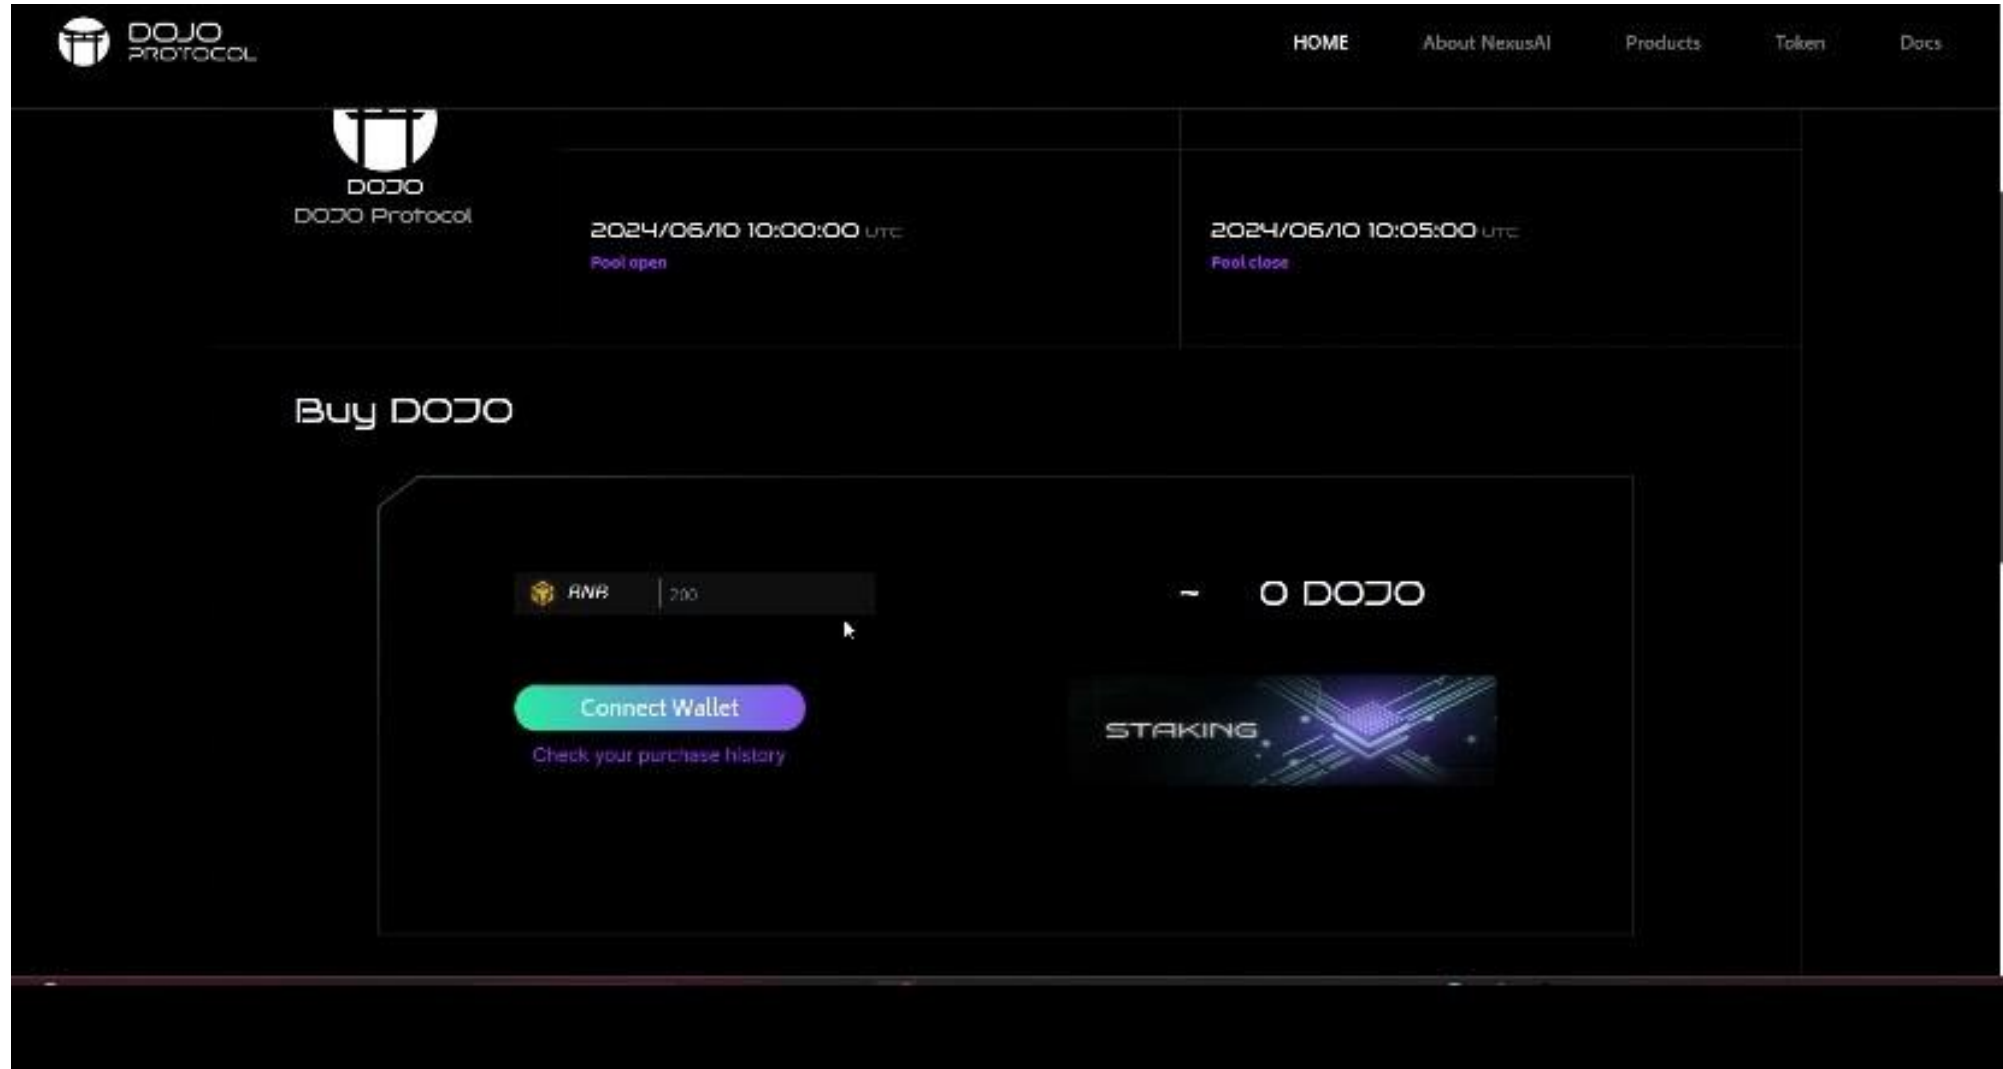 DOJO
PROTOCOL
HOME
About NexusAI
Products
Token
Docs
DOJO
DOJO Protocol
2024/06/10 10:00:00 UTC
Pool open
2024/06/10 10:05:00 UTC
Pool close
Buy DOJO
BNB
200
~ 0 DOJO
Connect Wallet
STAKING
Check your purchase history